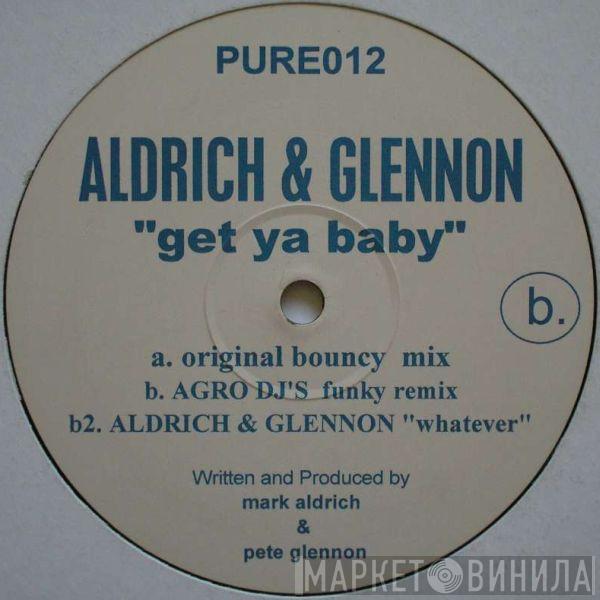 PURE012
ALDRICH & GLENNON
"get ya baby"
b.
a. original bouncy mix
b. AGRO DJ'S funky remix
b2. ALDRICH & GLENNON "whatever"
Written and Produced by
mark aldrich
&
pete glennon
МАРКЕТ ВИНИЛА